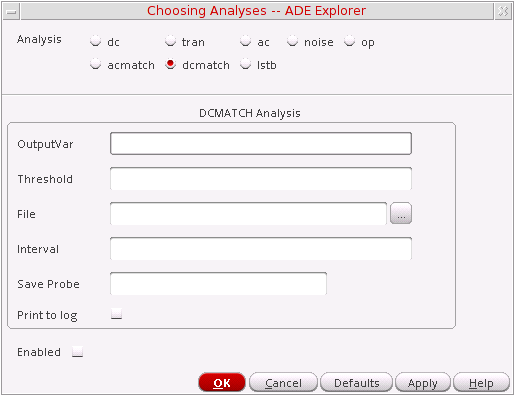 Choosing Analyses -- ADE Explorer
Analysis dc tran ac noise op
acmatch dcmatch lstb
DCMATCH Analysis
OutputVar
Threshold
File ...
Interval
Save Probe
Print to log
Enabled
OK Cancel Defaults Apply Help